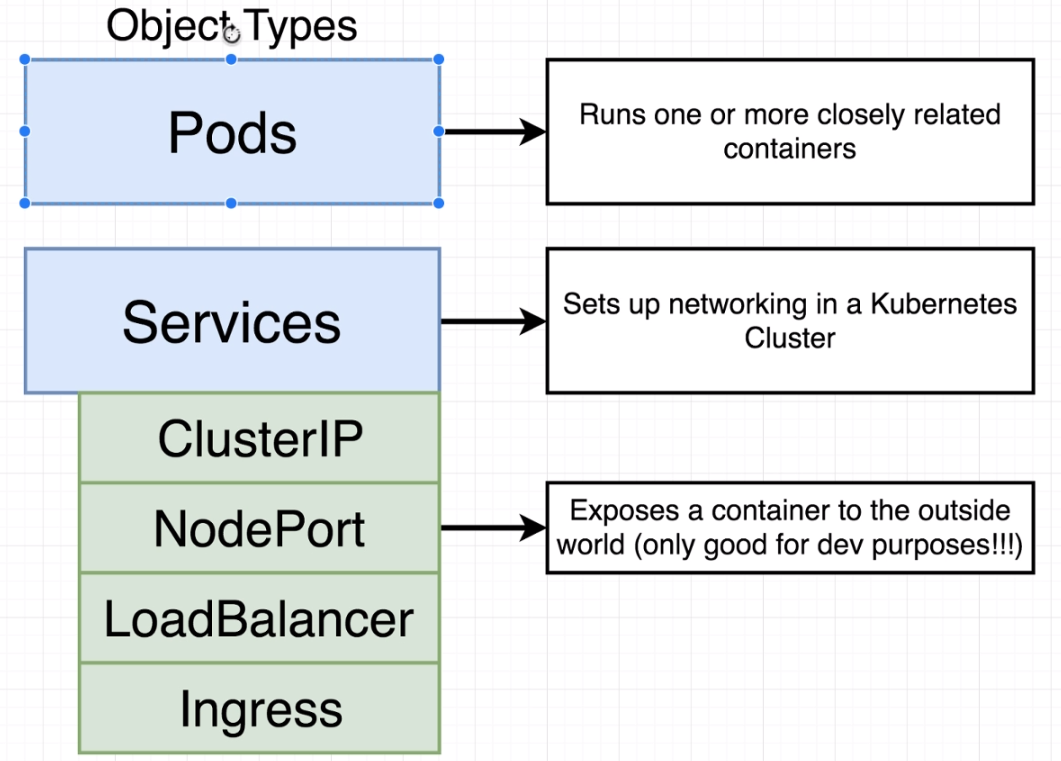 Object Types
Pods
Runs one or more closely related
containers
Services
Sets up networking in a Kubernetes
Cluster
ClusterIP
NodePort
Exposes a container to the outside
world (only good for dev purposes!!!)
LoadBalancer
Ingress